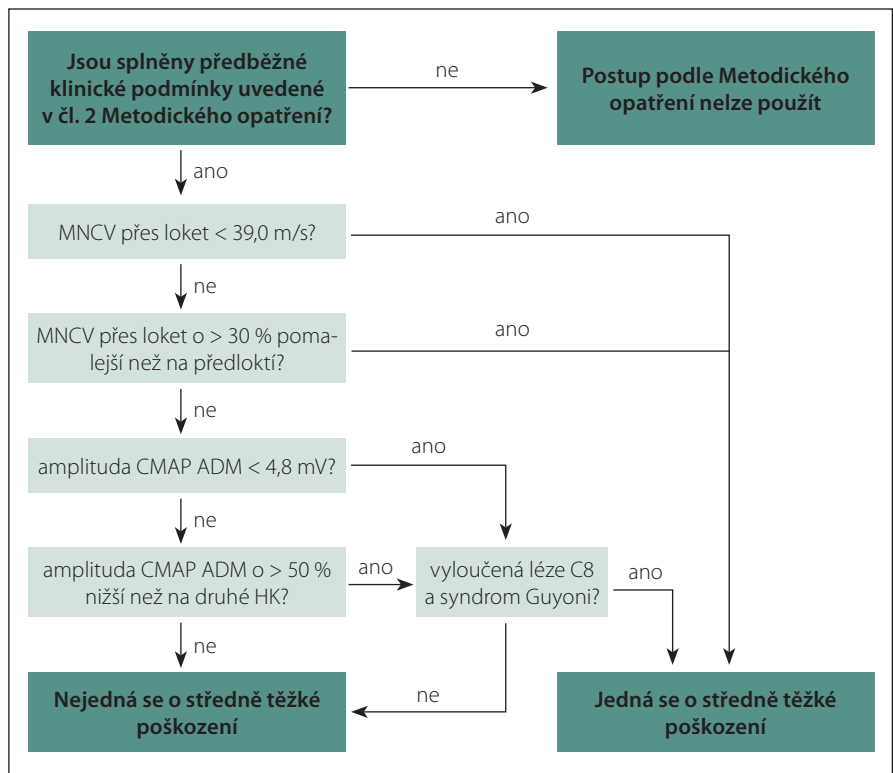 Jsou splněny předběžné
klinické podmínky uvedené
v čl. 2 Metodického opatření?
ne
Postup podle Metodického
opatření nelze použít
ano
MNCV přes loket < 39,0 m/s?
ano
ne
MNCV přes loket o > 30 % poma-
lejší než na předloktí?
ano
ne
amplituda CMAP ADM < 4,8 mV?
ano
ne
amplituda CMAP ADM o > 50 %
nižší než na druhé HK?
ano
vyloučená léze C8
a syndrom Guyoni?
ano
ne
ne
Nejedná se o středně těžké
poškození
Jedná se o středně těžké
poškození